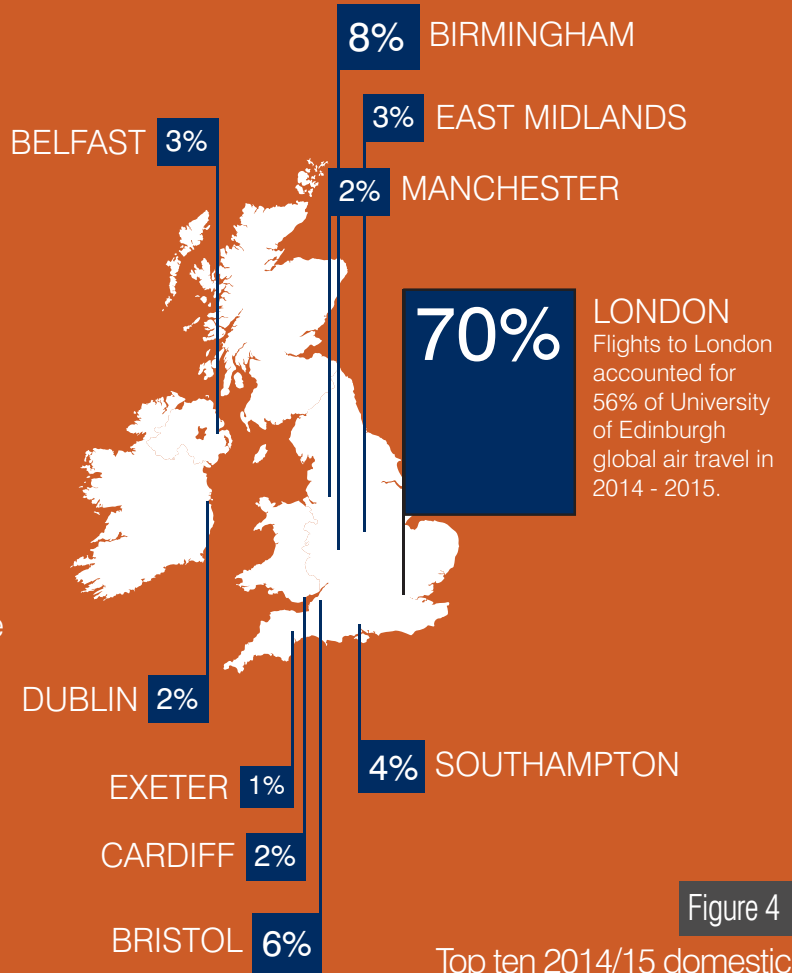 8% BIRMINGHAM
3% EAST MIDLANDS
BELFAST 3%
2% MANCHESTER
70%
LONDON
Flights to London
accounted for
56% of University
of Edinburgh
global air travel in
2014 - 2015.
DUBLIN 2%
4% SOUTHAMPTON
EXETER 1%
CARDIFF 2%
BRISTOL 6%
Figure 4
Top ten 2014/15 domestic